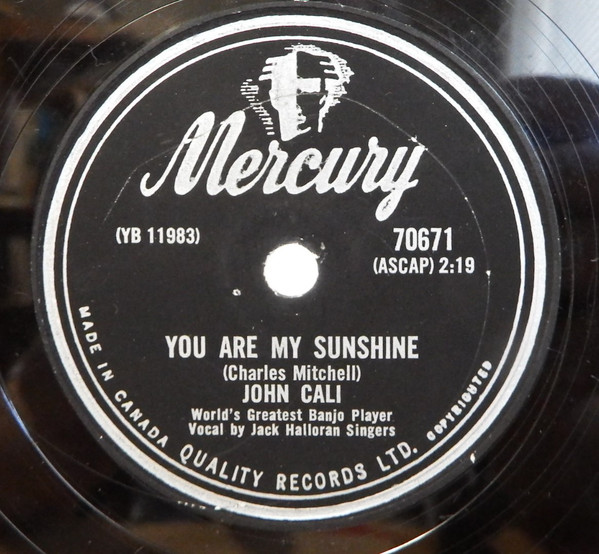 Mercury
(YB 11983)
70671
(ASCAP) 2:19
YOU ARE MY SUNSHINE
(Charles Mitchell)
JOHN CALI
World's Greatest Banjo Player
Vocal by Jack Halloran Singers
MADE IN CANADA QUALITY RECORDS LTD. COPYRIGHTED